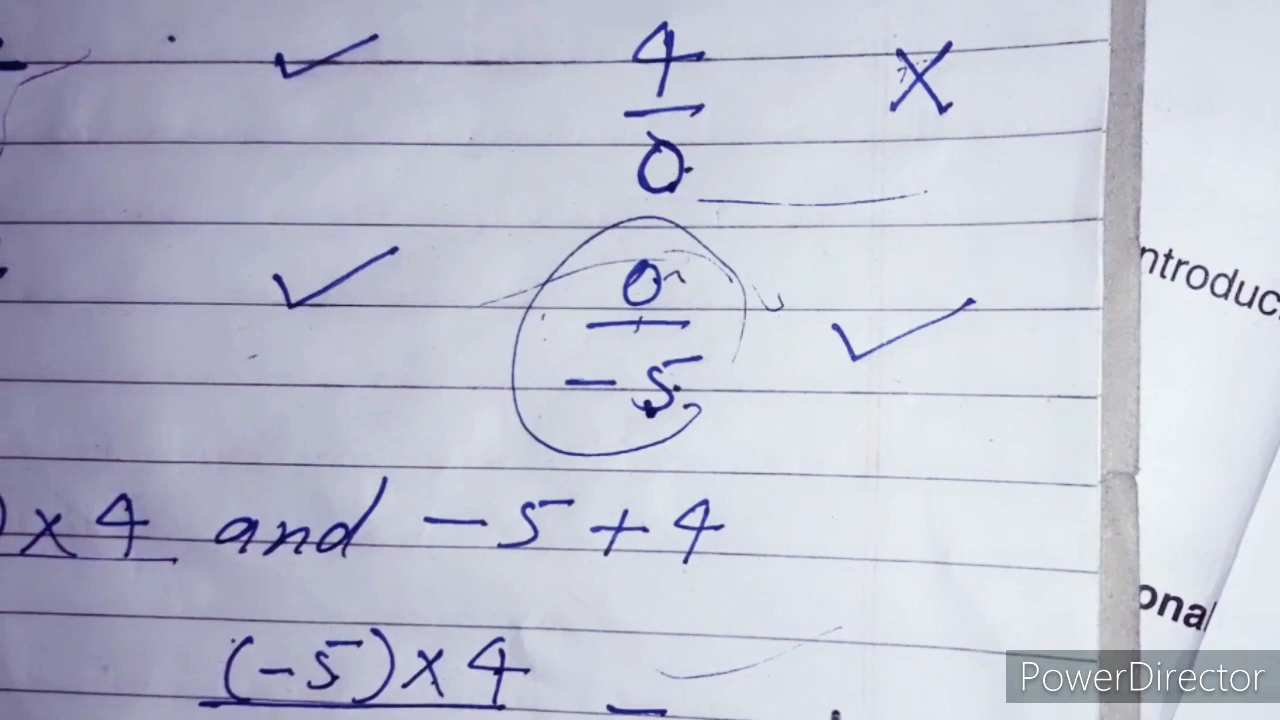 ✓ 4/0 X
✓ 0/-5 ✓
) x 4 and - 5 + 4
(-5) x 4 -
ntroduc
onal
PowerDirector